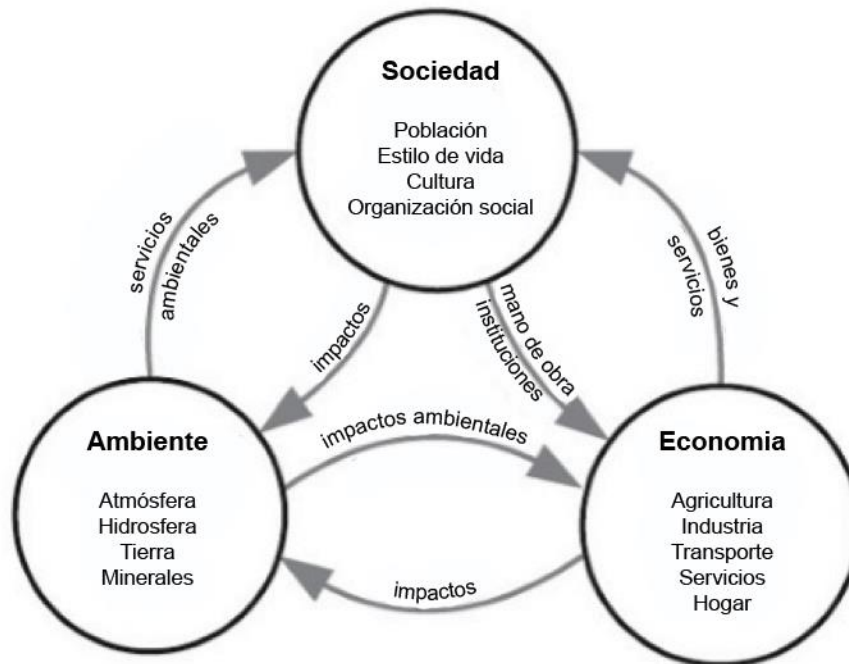 Sociedad
Población
Estilo de vida
Cultura
Organización social
servicios
ambientales
bienes y
servicios
impactos
mano de obra
instituciones
Ambiente
Atmósfera
Hidrosfera
Tierra
Minerales
impactos ambientales
Economia
Agricultura
Industria
Transporte
Servicios
Hogar
impactos